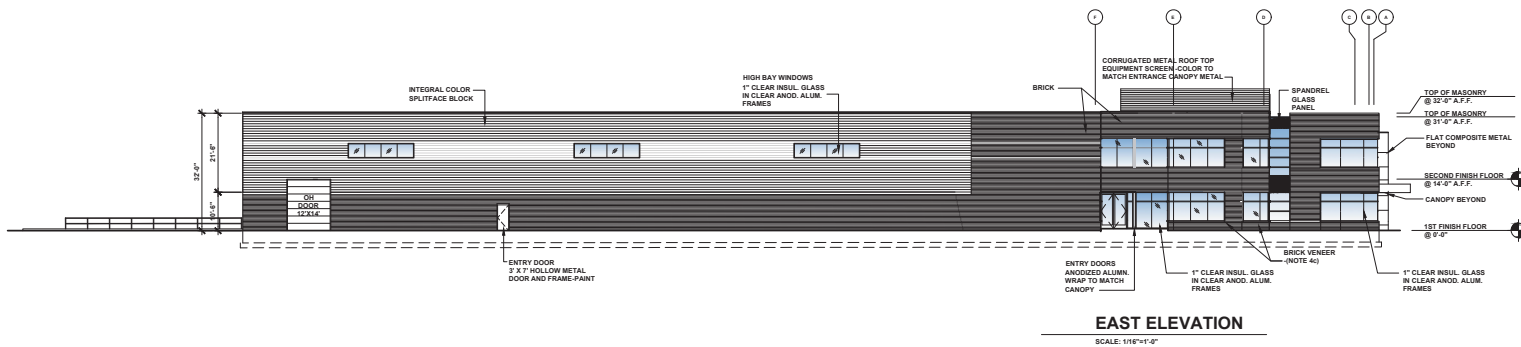 F
E
D
C
B
A
CORRUGATED METAL ROOF TOP
EQUIPMENT SCREEN -COLOR TO
MATCH ENTRANCE CANOPY METAL
HIGH BAY WINDOWS
1" CLEAR INSUL. GLASS
IN CLEAR ANOD. ALUM.
FRAMES
INTEGRAL COLOR
SPLITFACE BLOCK
BRICK
SPANDREL
GLASS
PANEL
TOP OF MASONRY
@ 32'-0" A.F.F.
TOP OF MASONRY
@ 31'-0" A.F.F.
FLAT COMPOSITE METAL
BEYOND
32'-0"
21'-6"
10'-6"
SECOND FINISH FLOOR
@ 14'-0" A.F.F.
CANOPY BEYOND
OH
DOOR
12'X14'
1ST FINISH FLOOR
@ 0'-0"
ENTRY DOOR
3' X 7' HOLLOW METAL
DOOR AND FRAME-PAINT
ENTRY DOORS
ANODIZED ALUMN.
WRAP TO MATCH
CANOPY
1" CLEAR INSUL. GLASS
IN CLEAR ANOD. ALUM.
FRAMES
BRICK VENEER
-(NOTE 4c)
1" CLEAR INSUL. GLASS
IN CLEAR ANOD. ALUM.
FRAMES
EAST ELEVATION
SCALE: 1/16"=1'-0"